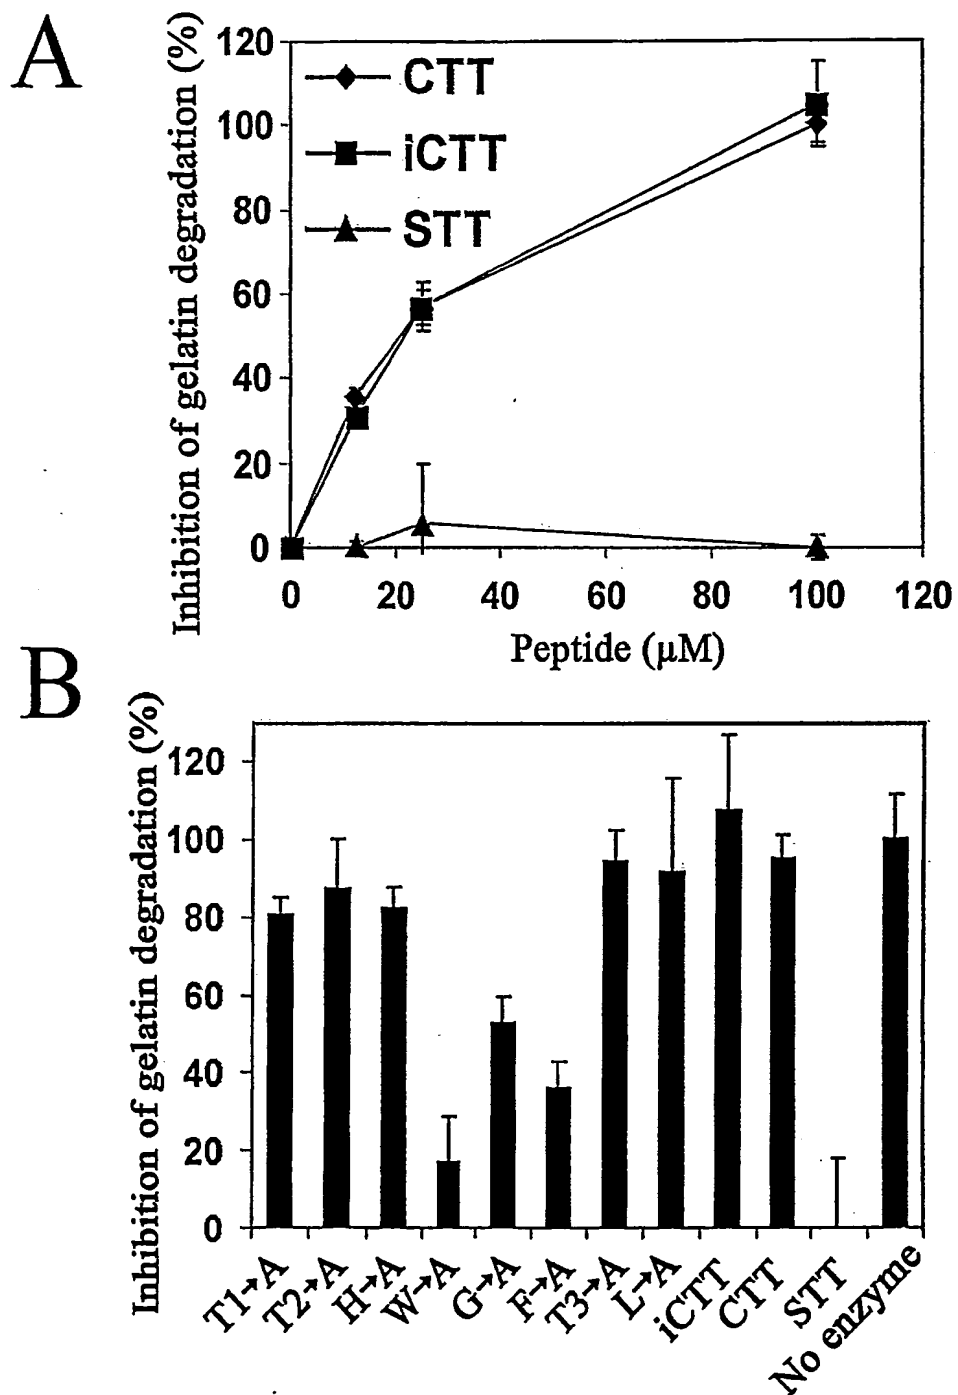 A
Inhibition of gelatin degradation (%)
120
100
80
60
40
20
0
CTT
iCTT
STT
0 20 40 60 80 100 120
Peptide (µM)
B
Inhibition of gelatin degradation (%)
120
100
80
60
40
20
0
T1→A
T2→A
H→A
W→A
G→A
F→A
T3→A
L→A
iCTT
CTT
STT
No enzyme